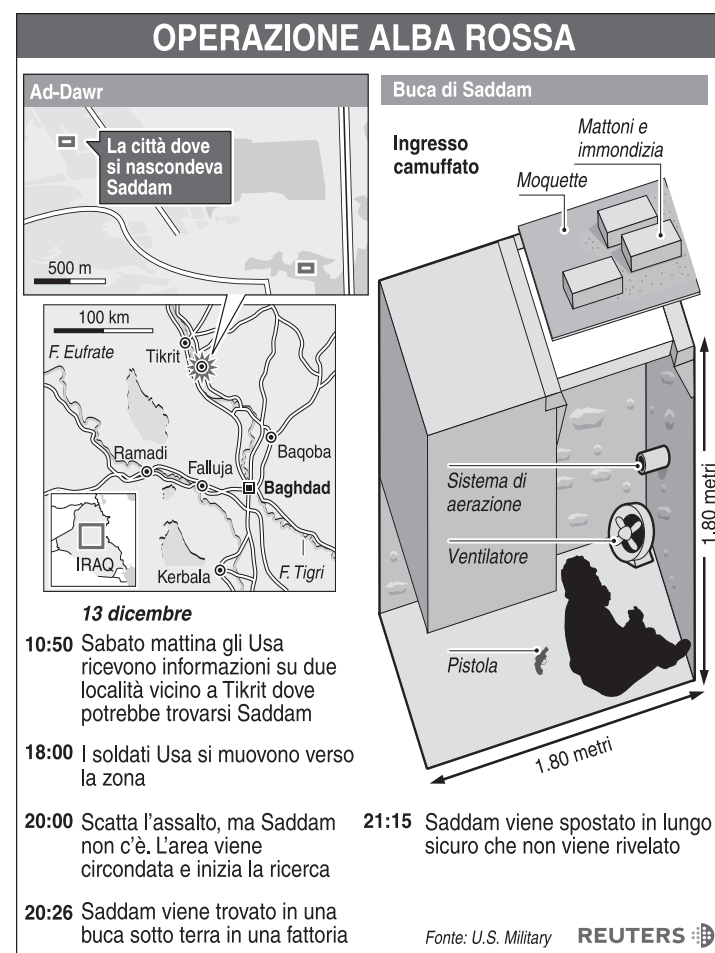 OPERAZIONE ALBA ROSSA
Ad-Dawr
La città dove
si nascondeva
Saddam
500 m
100 km
F. Eufrate
Tikrit
Ramadi
Falluja
Baqoba
Baghdad
IRAQ
Kerbala
F. Tigri
Buca di Saddam
Ingresso
camuffato
Mattoni e
immondizia
Moquette
Sistema di
aerazione
Ventilatore
Pistola
1.80 metri
1.80 metri
13 dicembre
10:50 Sabato mattina gli Usa
ricevono informazioni su due
località vicino a Tikrit dove
potrebbe trovarsi Saddam
18:00 I soldati Usa si muovono verso
la zona
20:00 Scatta l'assalto, ma Saddam
non c'è. L'area viene
circondata e inizia la ricerca
20:26 Saddam viene trovato in una
buca sotto terra in una fattoria
21:15 Saddam viene spostato in lungo
sicuro che non viene rivelato
Fonte: U.S. Military REUTERS